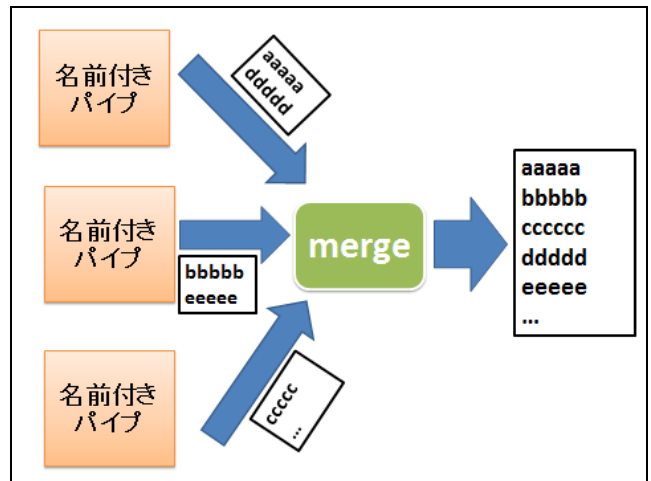 名前付き
パイプ
aaaaa
ddddd
名前付き
パイプ
bbbbb
eeeee
名前付き
パイプ
ccccc
...
merge
aaaaa
bbbbb
cccccc
ddddd
eeeee
...